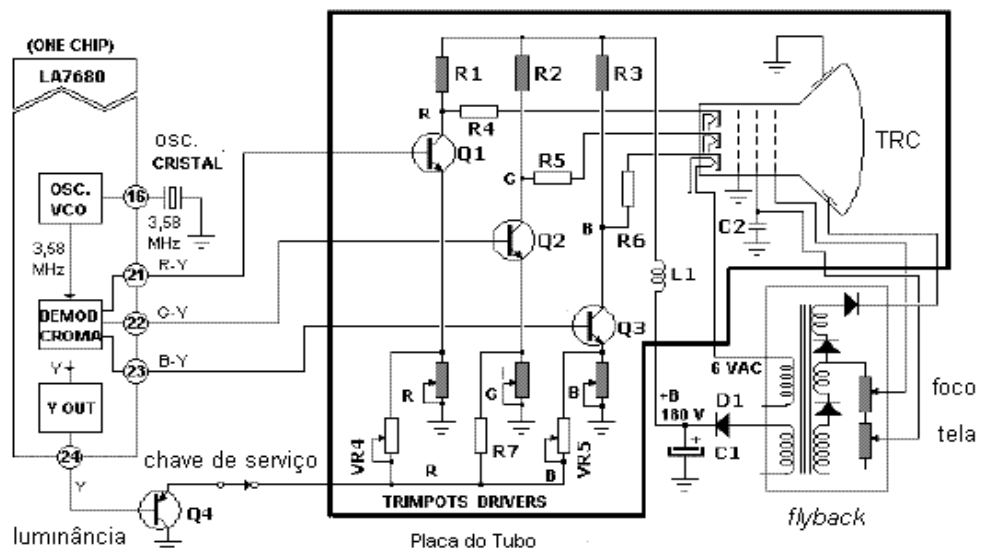 (ONE CHIP)
LA7680
OSC.
CRISTAL
OSC.
VCO
16
3,58
MHz
3,58
MHz
21
R-Y
DEMOD
CROMA
22
G-Y
23
B-Y
Y
Y OUT
24
Y
luminância
chave de serviço
Q4
R1
R2
R3
R
R4
Q1
G
R5
B
R6
Q2
L1
Q3
R
G
B
VR4
R7
VR5
R
B
TRIMPOTS DRIVERS
Placa do Tubo
TRC
C2
6 VAC
+B
180 V
D1
+
C1
foco
tela
flyback